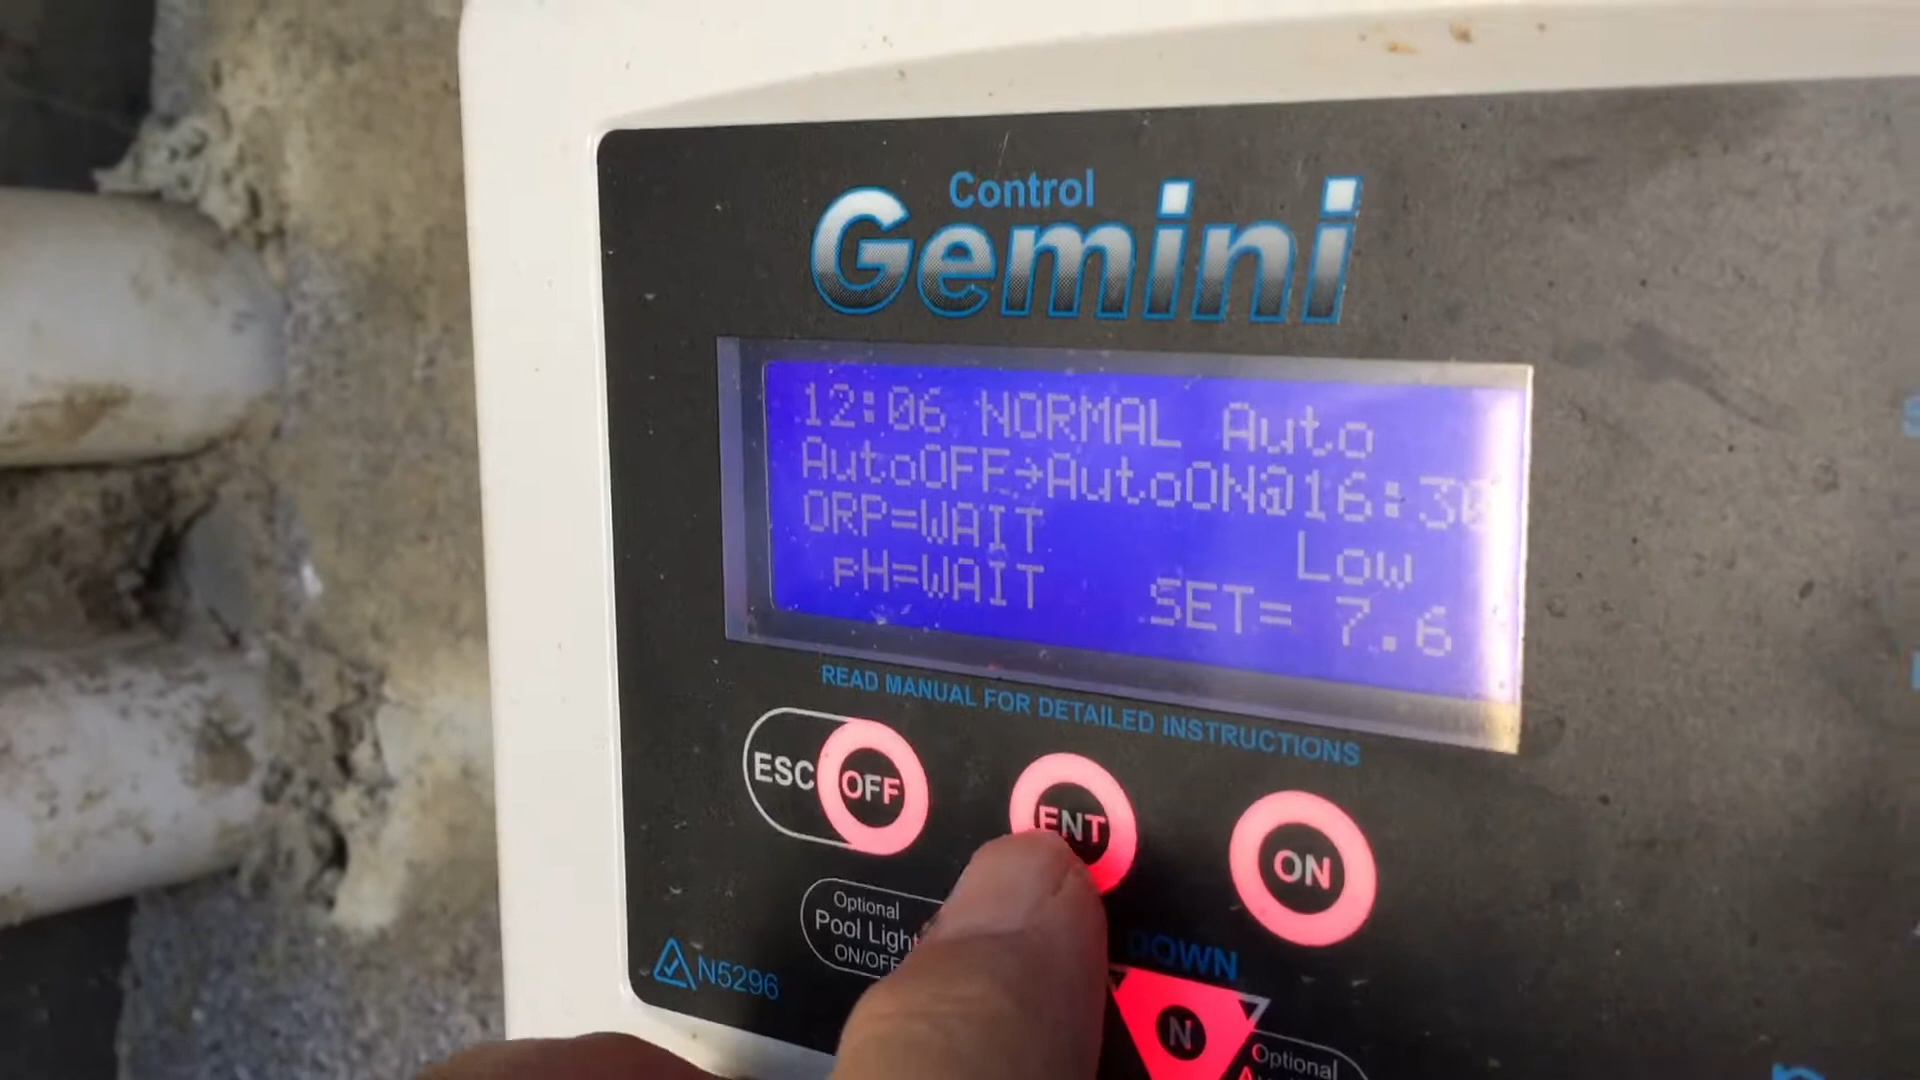 Control
Gemini
12:06 NORMAL Auto
AutoOFF→AutoON@16:30
ORP=WAIT Low
pH=WAIT SET= 7.6
READ MANUAL FOR DETAILED INSTRUCTIONS
ESC OFF
ENT
ON
Optional
Pool Light
ON/OFF
DOWN
N5296
N
Optional